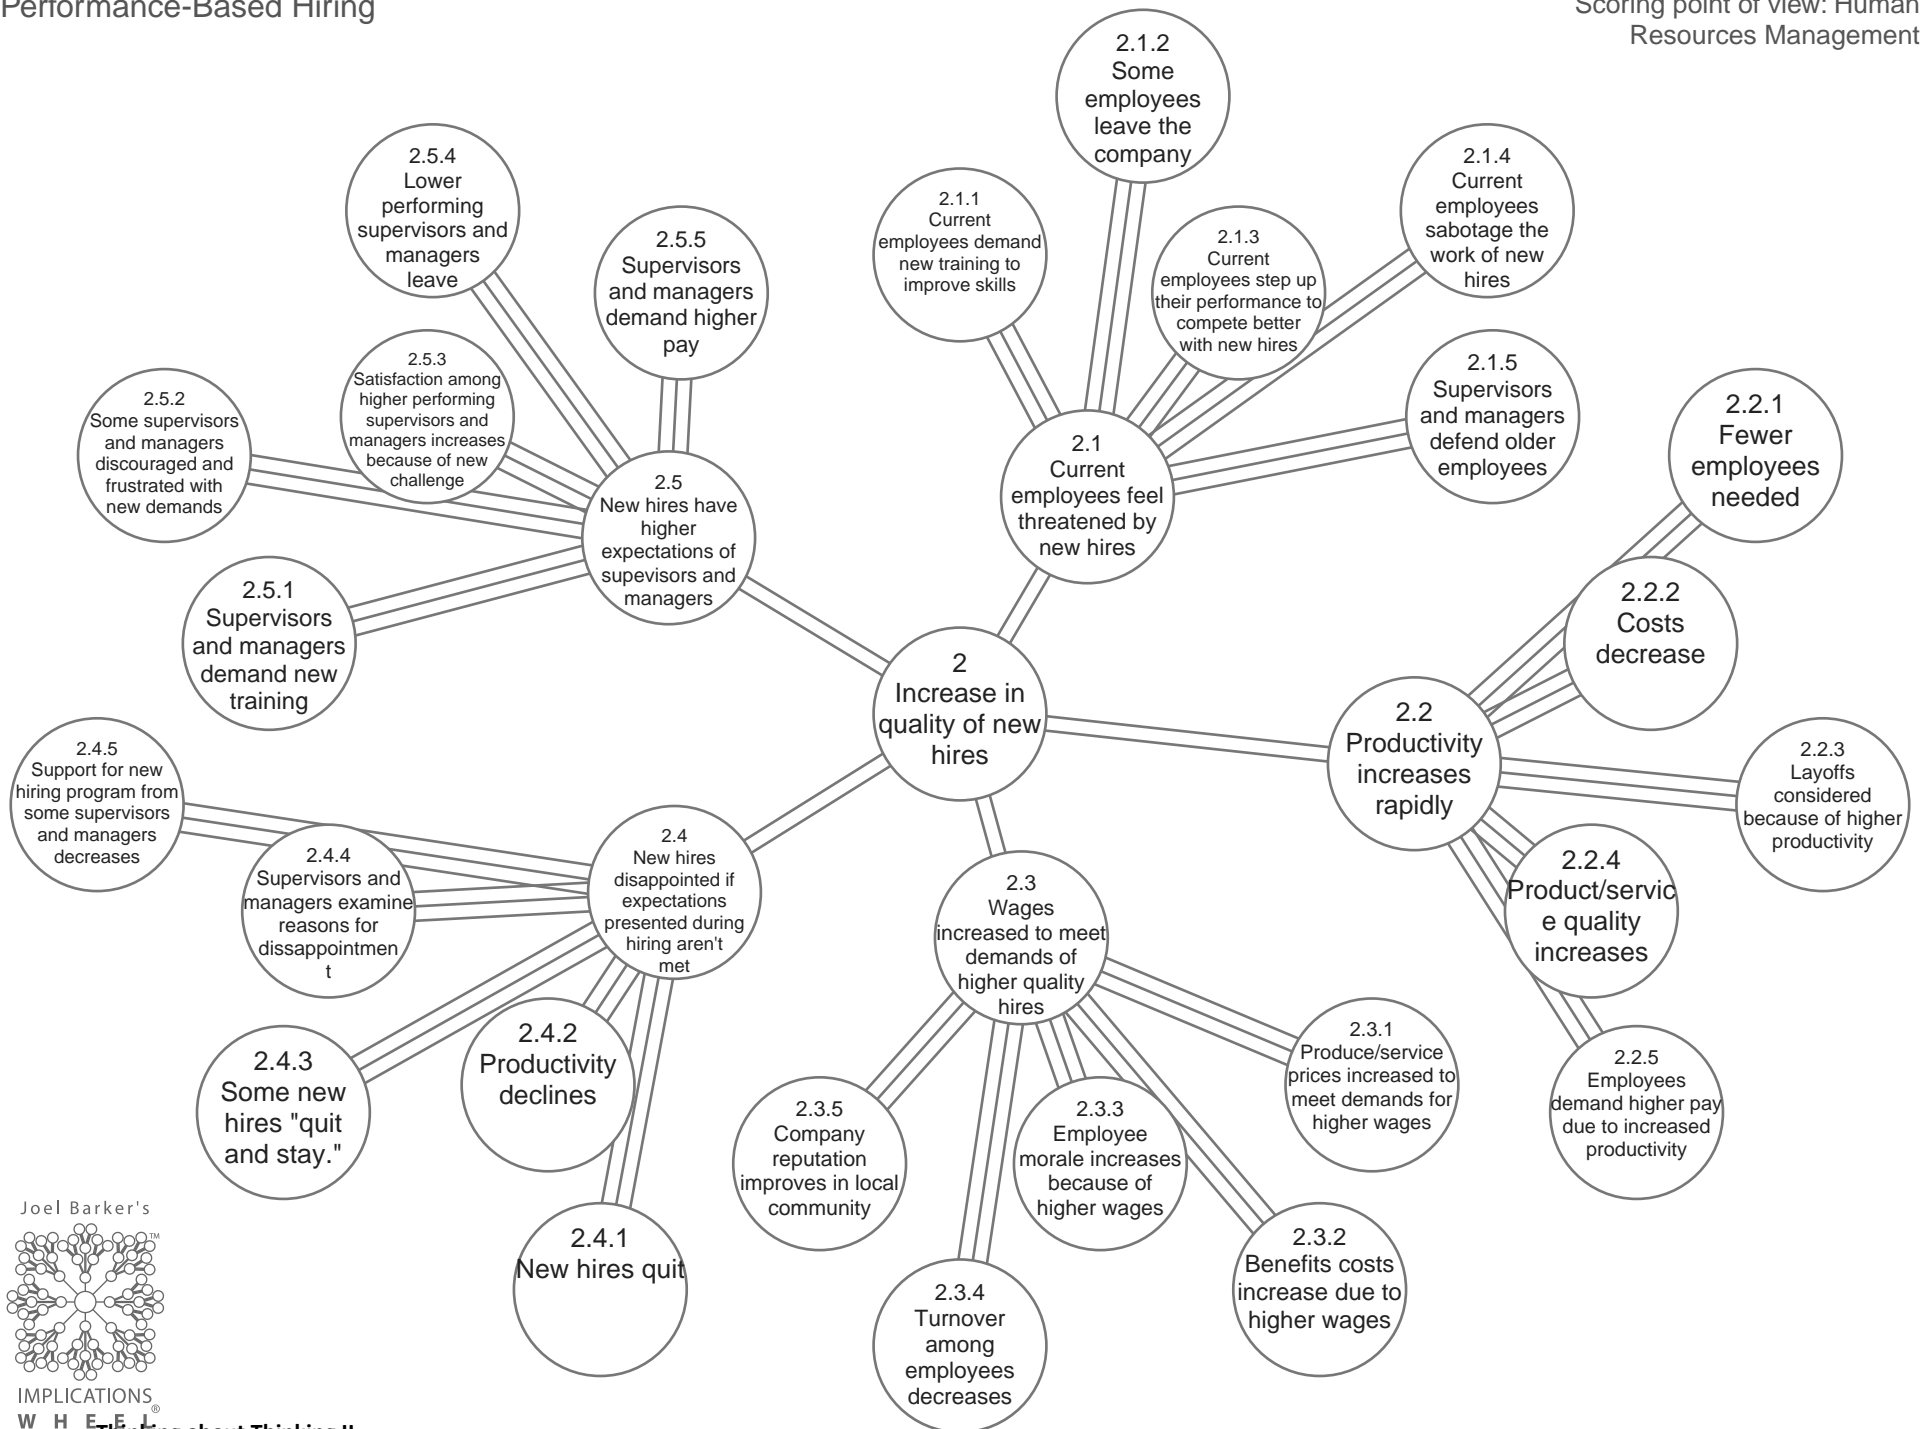 Performance-Based Hiring
Scoring point of view: Human
Resources Management
2.1.2
Some
employees
leave the
company
2.5.4
Lower
performing
supervisors and
managers
leave
2.1.4
Current
employees
sabotage the
work of new
hires
2.1.1
Current
employees demand
new training to
improve skills
2.5.5
Supervisors
and managers
demand higher
pay
2.1.3
Current
employees step up
their performance to
compete better
with new hires
2.5.3
Satisfaction among
higher performing
supervisors and
managers increases
because of new
challenge
2.1.5
Supervisors
and managers
defend older
employees
2.5.2
Some supervisors
and managers
discouraged and
frustrated with
new demands
2.2.1
Fewer
employees
needed
2.1
Current
employees feel
threatened by
new hires
2.5
New hires have
higher
expectations of
supevisors and
managers
2.5.1
Supervisors
and managers
demand new
training
2.2.2
Costs
decrease
2
Increase in
quality of new
hires
2.2
Productivity
increases
rapidly
2.4.5
Support for new
hiring program from
some supervisors
and managers
decreases
2.2.3
Layoffs
considered
because of higher
productivity
2.4
New hires
disappointed if
expectations
presented during
hiring aren't
met
2.4.4
Supervisors and
managers examine
reasons for
dissappointmen
t
2.2.4
Product/servic
e quality
increases
2.3
Wages
increased to meet
demands of
higher quality
hires
2.4.2
Productivity
declines
2.4.3
Some new
hires "quit
and stay."
2.3.1
Produce/service
prices increased to
meet demands for
higher wages
2.2.5
Employees
demand higher pay
due to increased
productivity
2.3.5
Company
reputation
improves in local
community
2.3.3
Employee
morale increases
because of
higher wages
2.4.1
New hires quit
2.3.2
Benefits costs
increase due to
higher wages
2.3.4
Turnover
among
employees
decreases
Joel Barker's
TM
IMPLICATIONS
WHEEL®
Thinking about Thinking II